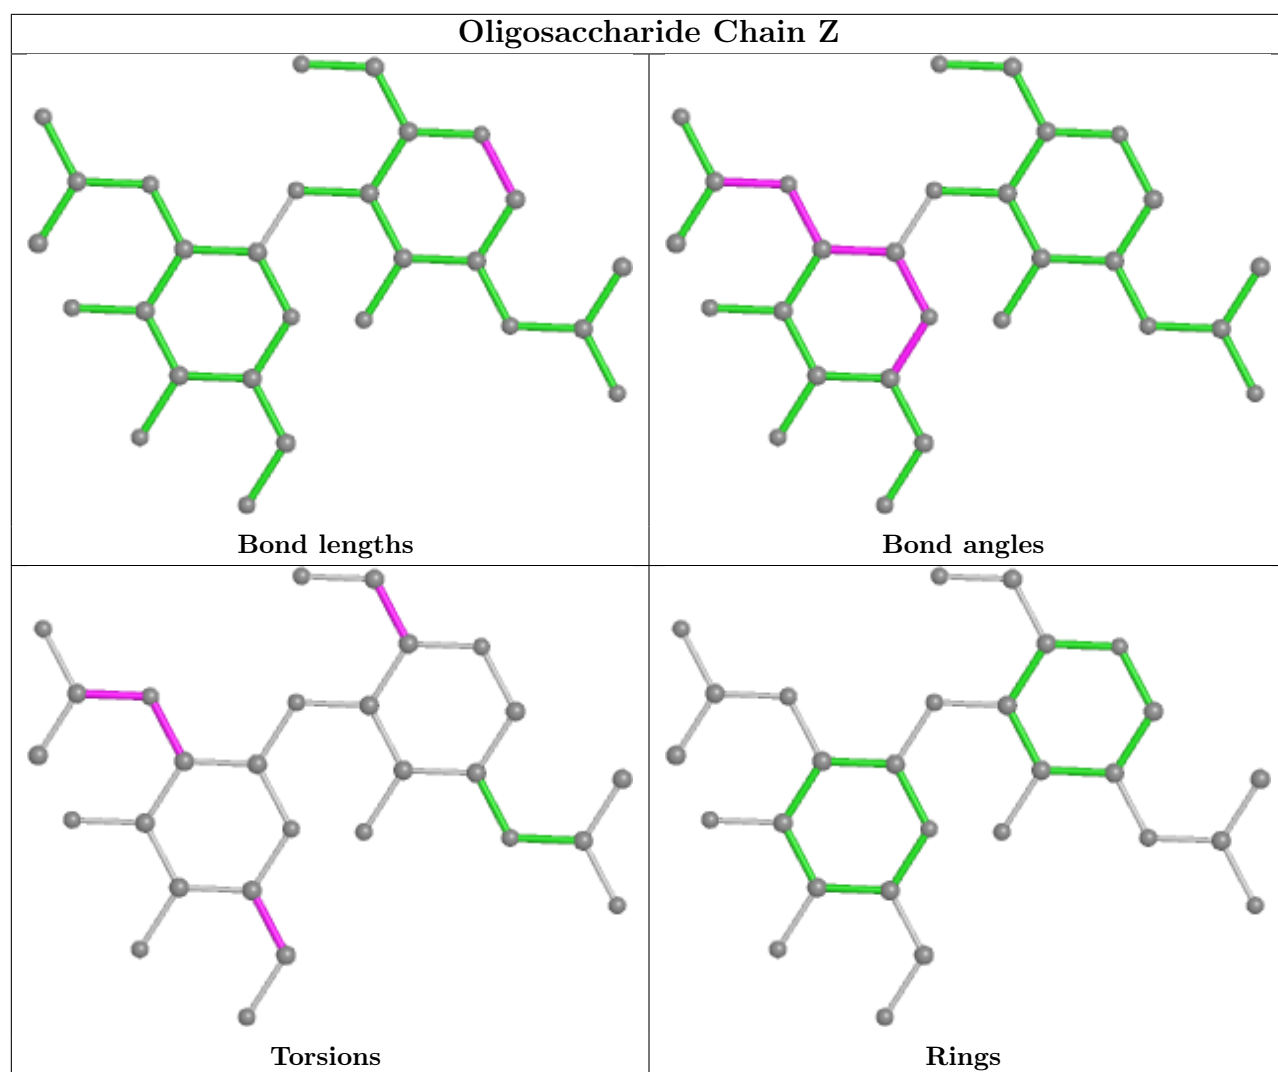 Oligosaccharide Chain Z
Bond lengths
Bond angles
Torsions
Rings